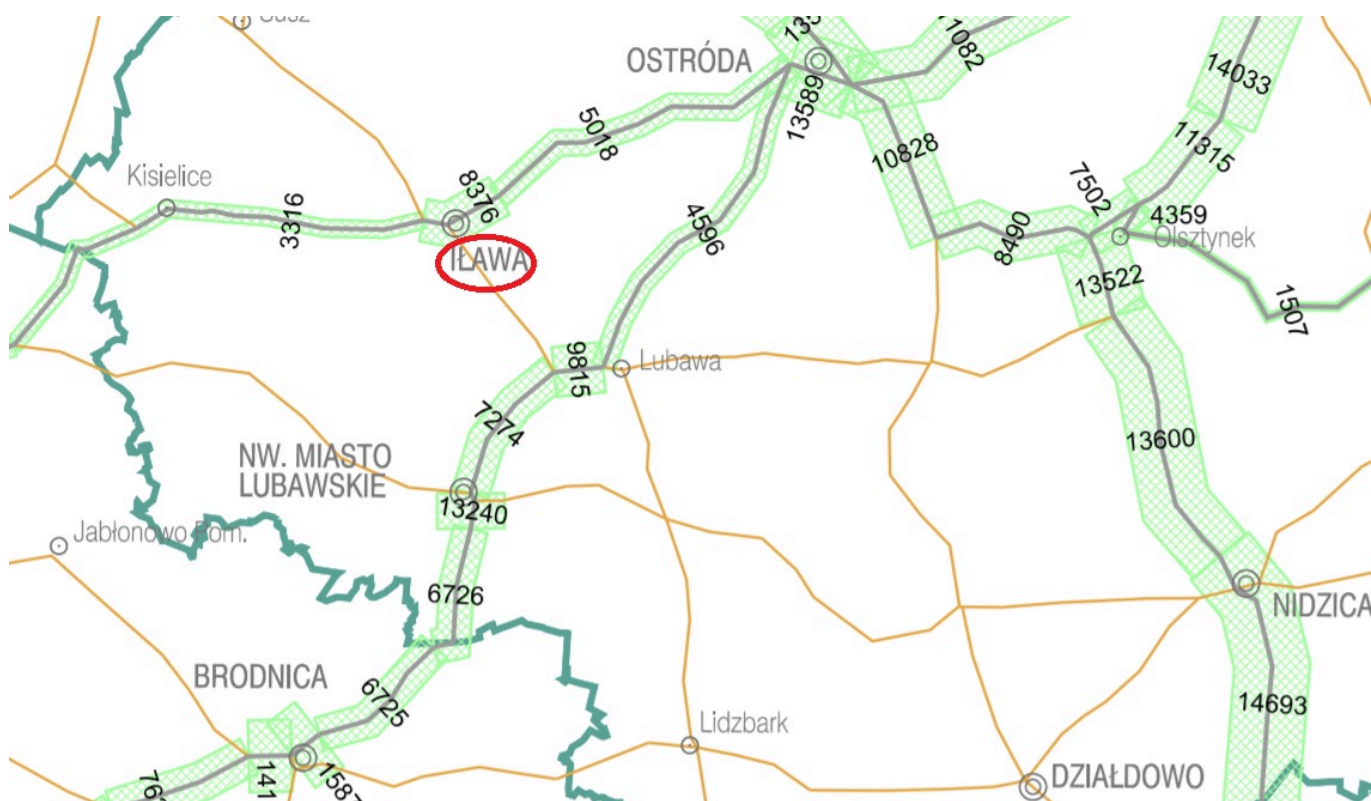 OSTRÓDA
11082
14033
13589
5018
10828
11315
Kisielice
8376
7502
4359
3316
IŁAWA
4596
8490
Olsztynek
13522
1507
9815
Lubawa
7274
13600
NW. MIASTO
LUBAWSKIE
13240
Jabłonowo Pom.
6726
NIDZICA
BRODNICA
6725
14693
Lidzbark
DZIAŁDOWO